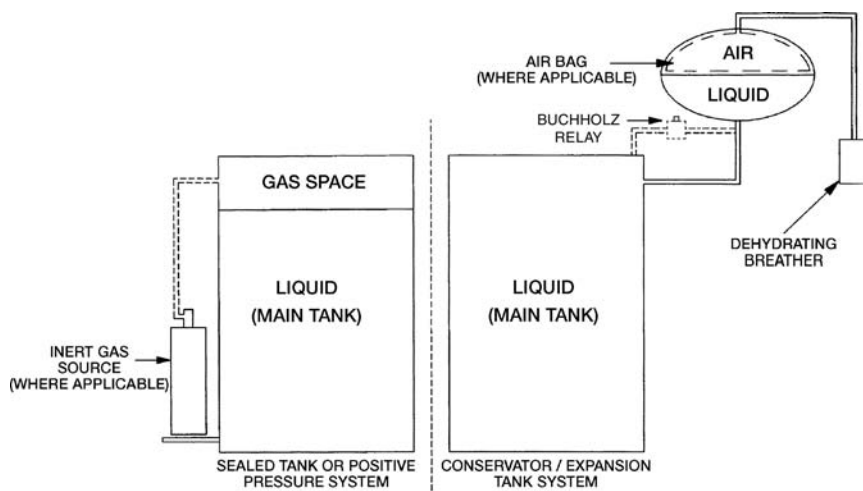 AIR BAG
(WHERE APPLICABLE)
AIR
LIQUID
BUCHHOLZ
RELAY
GAS SPACE
LIQUID
(MAIN TANK)
LIQUID
(MAIN TANK)
DEHYDRATING
BREATHER
INERT GAS
SOURCE
(WHERE APPLICABLE)
SEALED TANK OR POSITIVE
PRESSURE SYSTEM
CONSERVATOR / EXPANSION
TANK SYSTEM